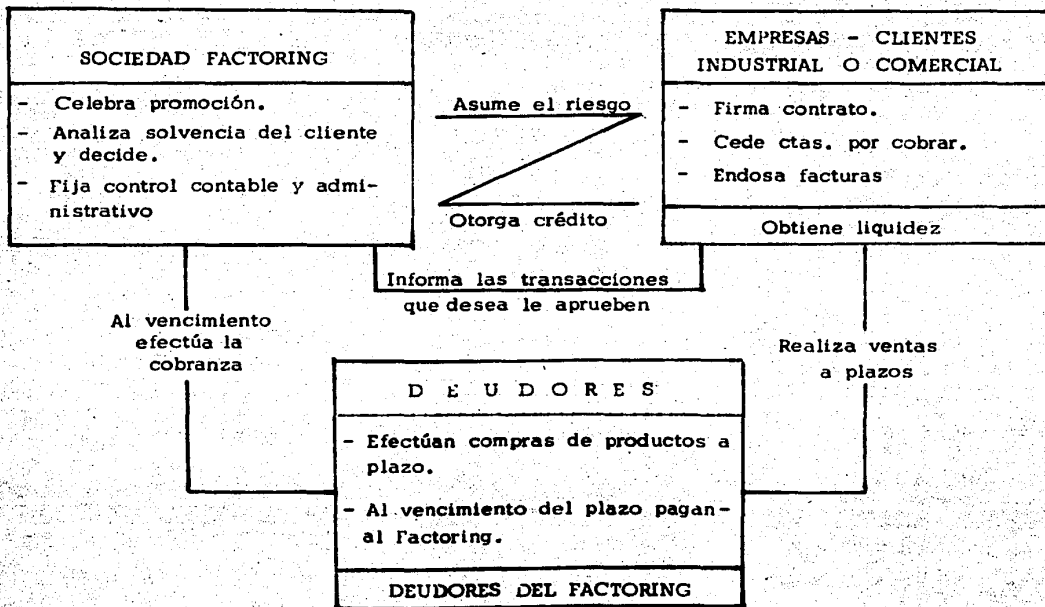 SOCIEDAD FACTORING
- Celebra promoción.
- Analiza solvencia del cliente
y decide.
- Fija control contable y admi-
nistrativo
Asume el riesgo
Otorga crédito
EMPRESAS - CLIENTES
INDUSTRIAL O COMERCIAL
- Firma contrato.
- Cede ctas. por cobrar.
- Endosa facturas
Obtiene liquidez
Informa las transacciones
que desea le aprueben
Al vencimiento
efectúa la
cobranza
Realiza ventas
a plazos
D E U D O R E S
- Efectúan compras de productos a
plazo.
- Al vencimiento del plazo pagan-
al Factoring.
DEUDORES DEL FACTORING